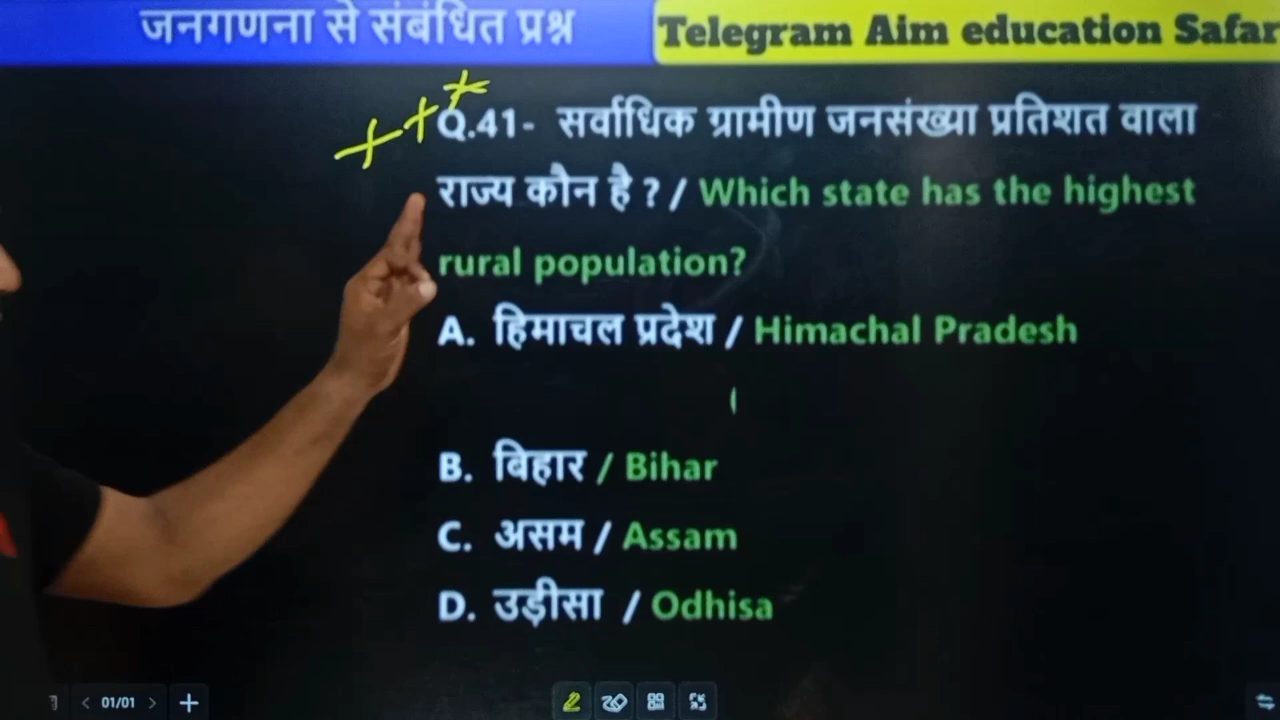 जनगणना से संबंधित प्रश्न
Telegram Aim education Safar
Q.41- सर्वाधिक ग्रामीण जनसंख्या प्रतिशत वाला
राज्य कौन है ? / Which state has the highest
rural population?
A. हिमाचल प्रदेश / Himachal Pradesh
B. बिहार / Bihar
C. असम / Assam
D. उड़ीसा / Odhisa
01/01